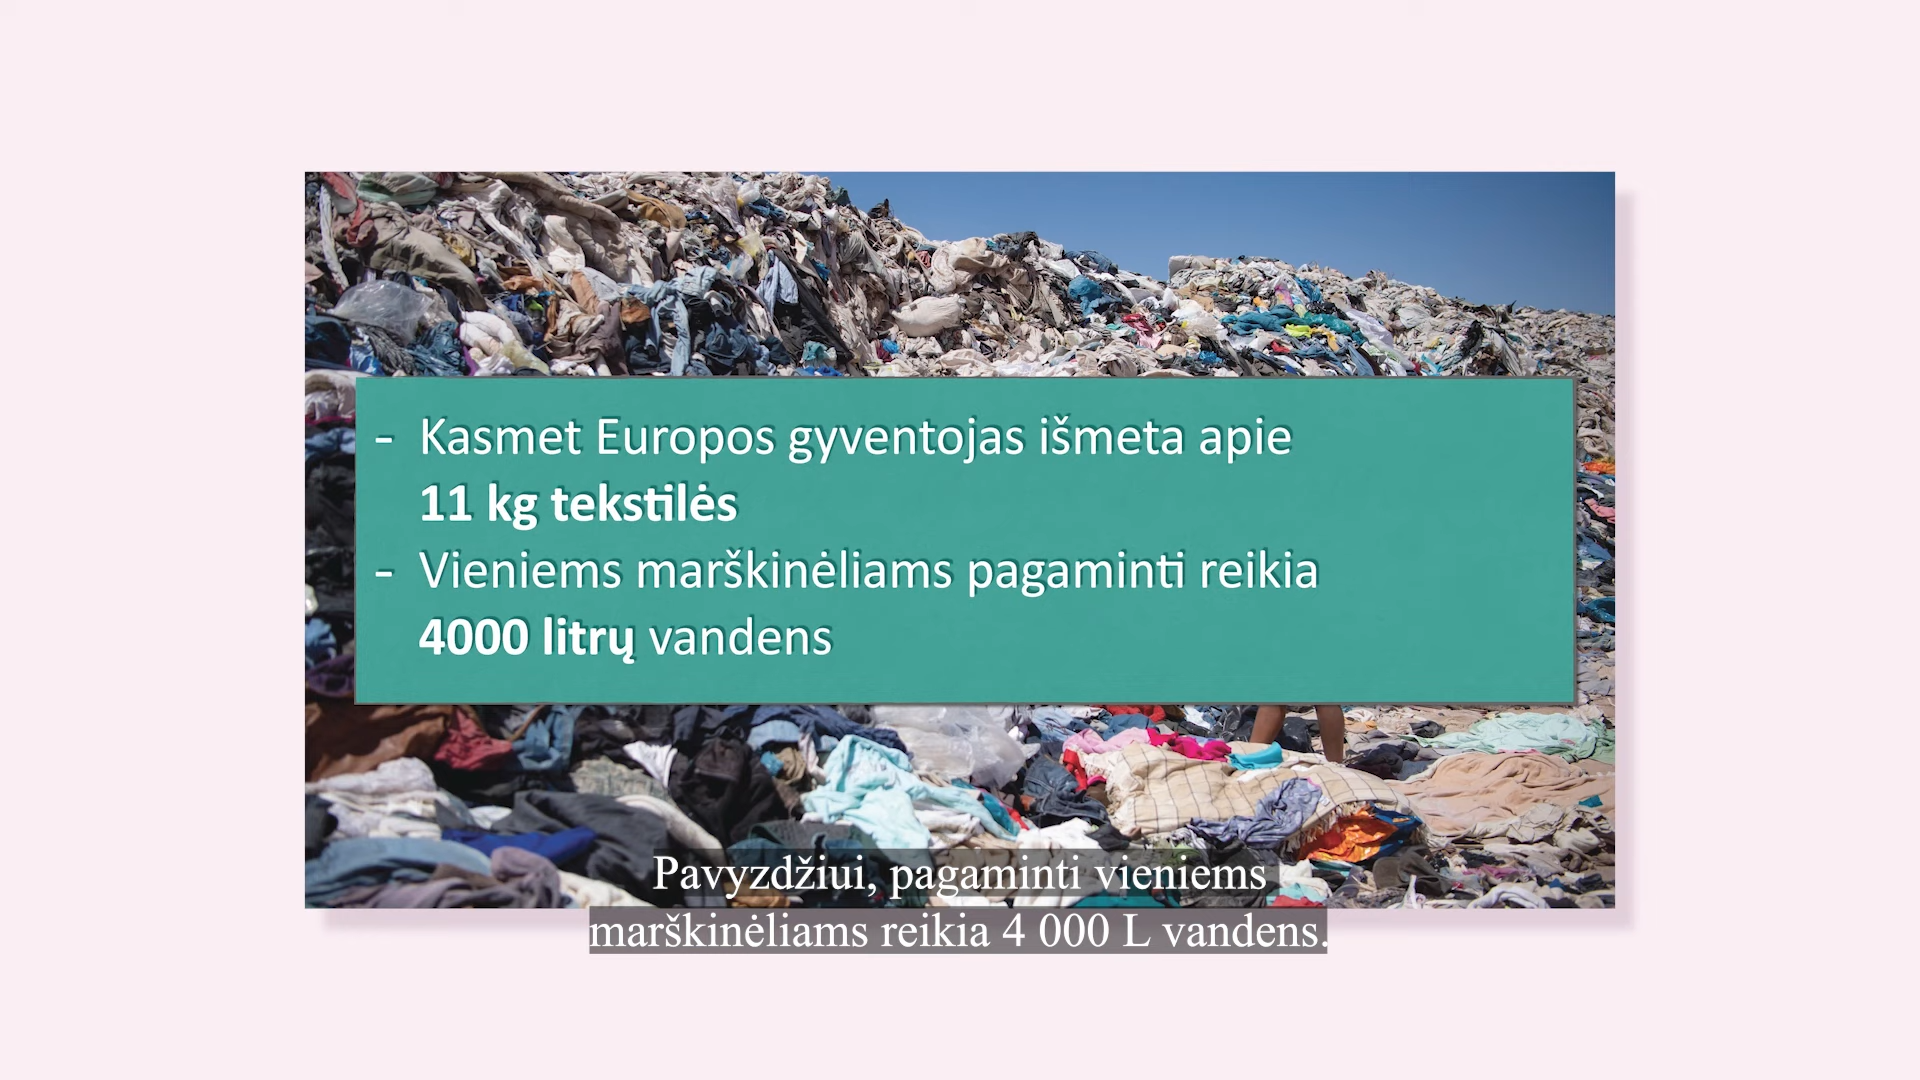 - Kasmet Europos gyventojas išmeta apie
11 kg tekstilės
- Vieniems marškinėliams pagaminti reikia
4000 litrų vandens
Pavyzdžiui, pagaminti vieniems
marškinėliams reikia 4 000 L vandens.